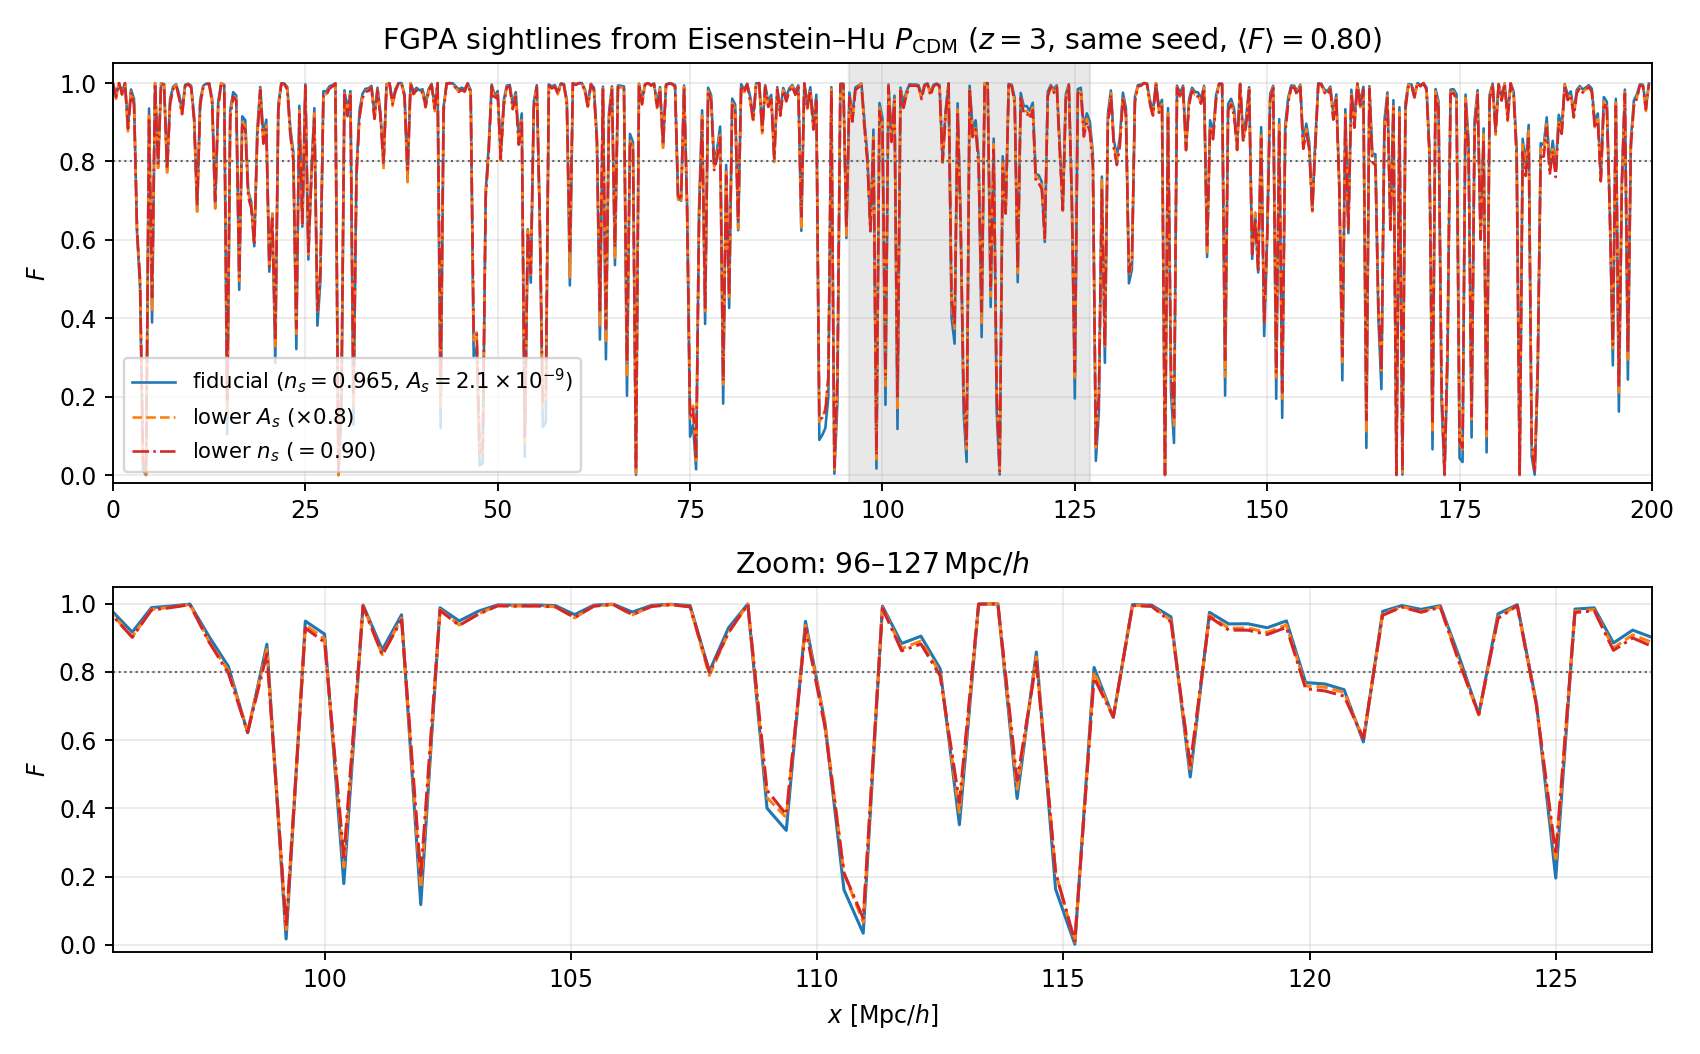 FGPA sightlines from Eisenstein–Hu P_CDM (z = 3, same seed, ⟨F⟩ = 0.80)
1.0
0.8
0.6
0.4
0.2
0.0
F
fiducial (n_s = 0.965, A_s = 2.1 × 10⁻⁹)
lower A_s (×0.8)
lower n_s ( = 0.90)
0 25 50 75 100 125 150 175 200
Zoom: 96–127 Mpc/h
1.0
0.8
0.6
0.4
0.2
0.0
F
100 105 110 115 120 125
x [Mpc/h]